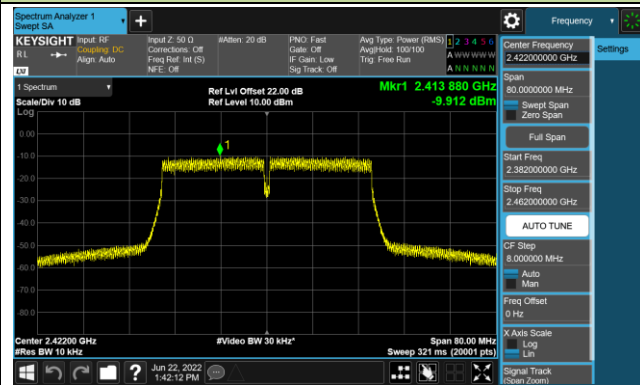 Spectrum Analyzer 1
Swept SA
Frequency
KEYSIGHT
RL
LXI
Input: RF
Coupling: DC
Align: Auto
Input Z: 50 Ω
Corrections: Off
Freq Ref: Int (S)
NFE: Off
#Atten: 20 dB
PNO: Fast
Gate: Off
IF Gain: Low
Sig Track: Off
Avg Type: Power (RMS)
Avg|Hold: 100/100
Trig: Free Run
1 2 3 4 5 6
A W W W W W
A N N N N N
1 Spectrum
Scale/Div 10 dB
Log
Ref Lvl Offset 22.00 dB
Ref Level 10.00 dBm
Mkr1 2.413 880 GHz
-9.912 dBm
1
0.00
-10.0
-20.0
-30.0
-40.0
-50.0
-60.0
-70.0
-80.0
Center 2.42200 GHz
#Res BW 10 kHz
#Video BW 30 kHz*
Span 80.00 MHz
Sweep 321 ms (20001 pts)
Jun 22, 2022
1:42:12 PM
Center Frequency
2.422000000 GHz
Span
80.0000000 MHz
Swept Span
Zero Span
Full Span
Start Freq
2.382000000 GHz
Stop Freq
2.462000000 GHz
AUTO TUNE
CF Step
8.000000 MHz
Auto
Man
Freq Offset
0 Hz
X Axis Scale
Log
Lin
Signal Track
(Span Zoom)
Settings